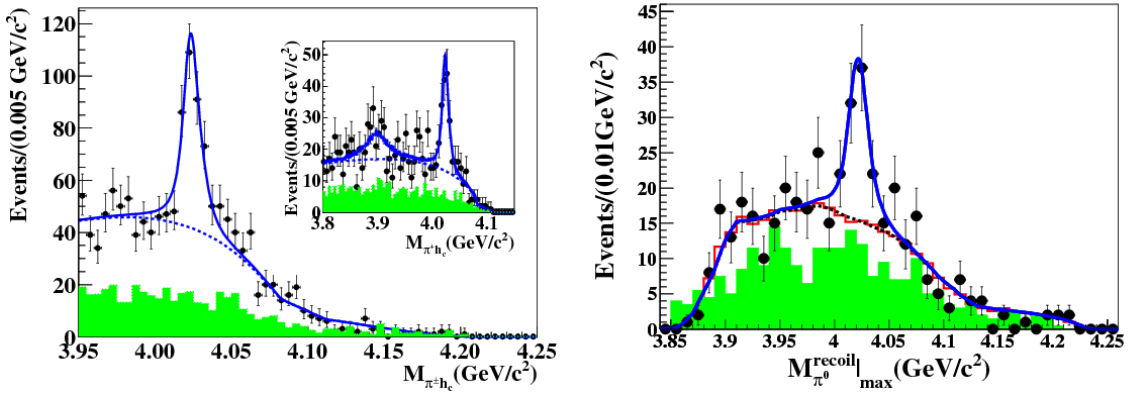 Events/(0.005 GeV/c²)
120
100
80
60
40
20
0
3.95 4.00 4.05 4.10 4.15 4.20 4.25
M_{π±h_c}(GeV/c²)
Events/(0.005 GeV/c²)
50
40
30
20
10
0
3.8 3.9 4.0 4.1
M_{π⁺h_c}(GeV/c²)
Events/(0.01GeV/c²)
45
40
35
30
25
20
15
10
5
0
3.85 3.9 3.95 4 4.05 4.1 4.15 4.2 4.25
M_{π⁰}^{recoil}|_{max}(GeV/c²)